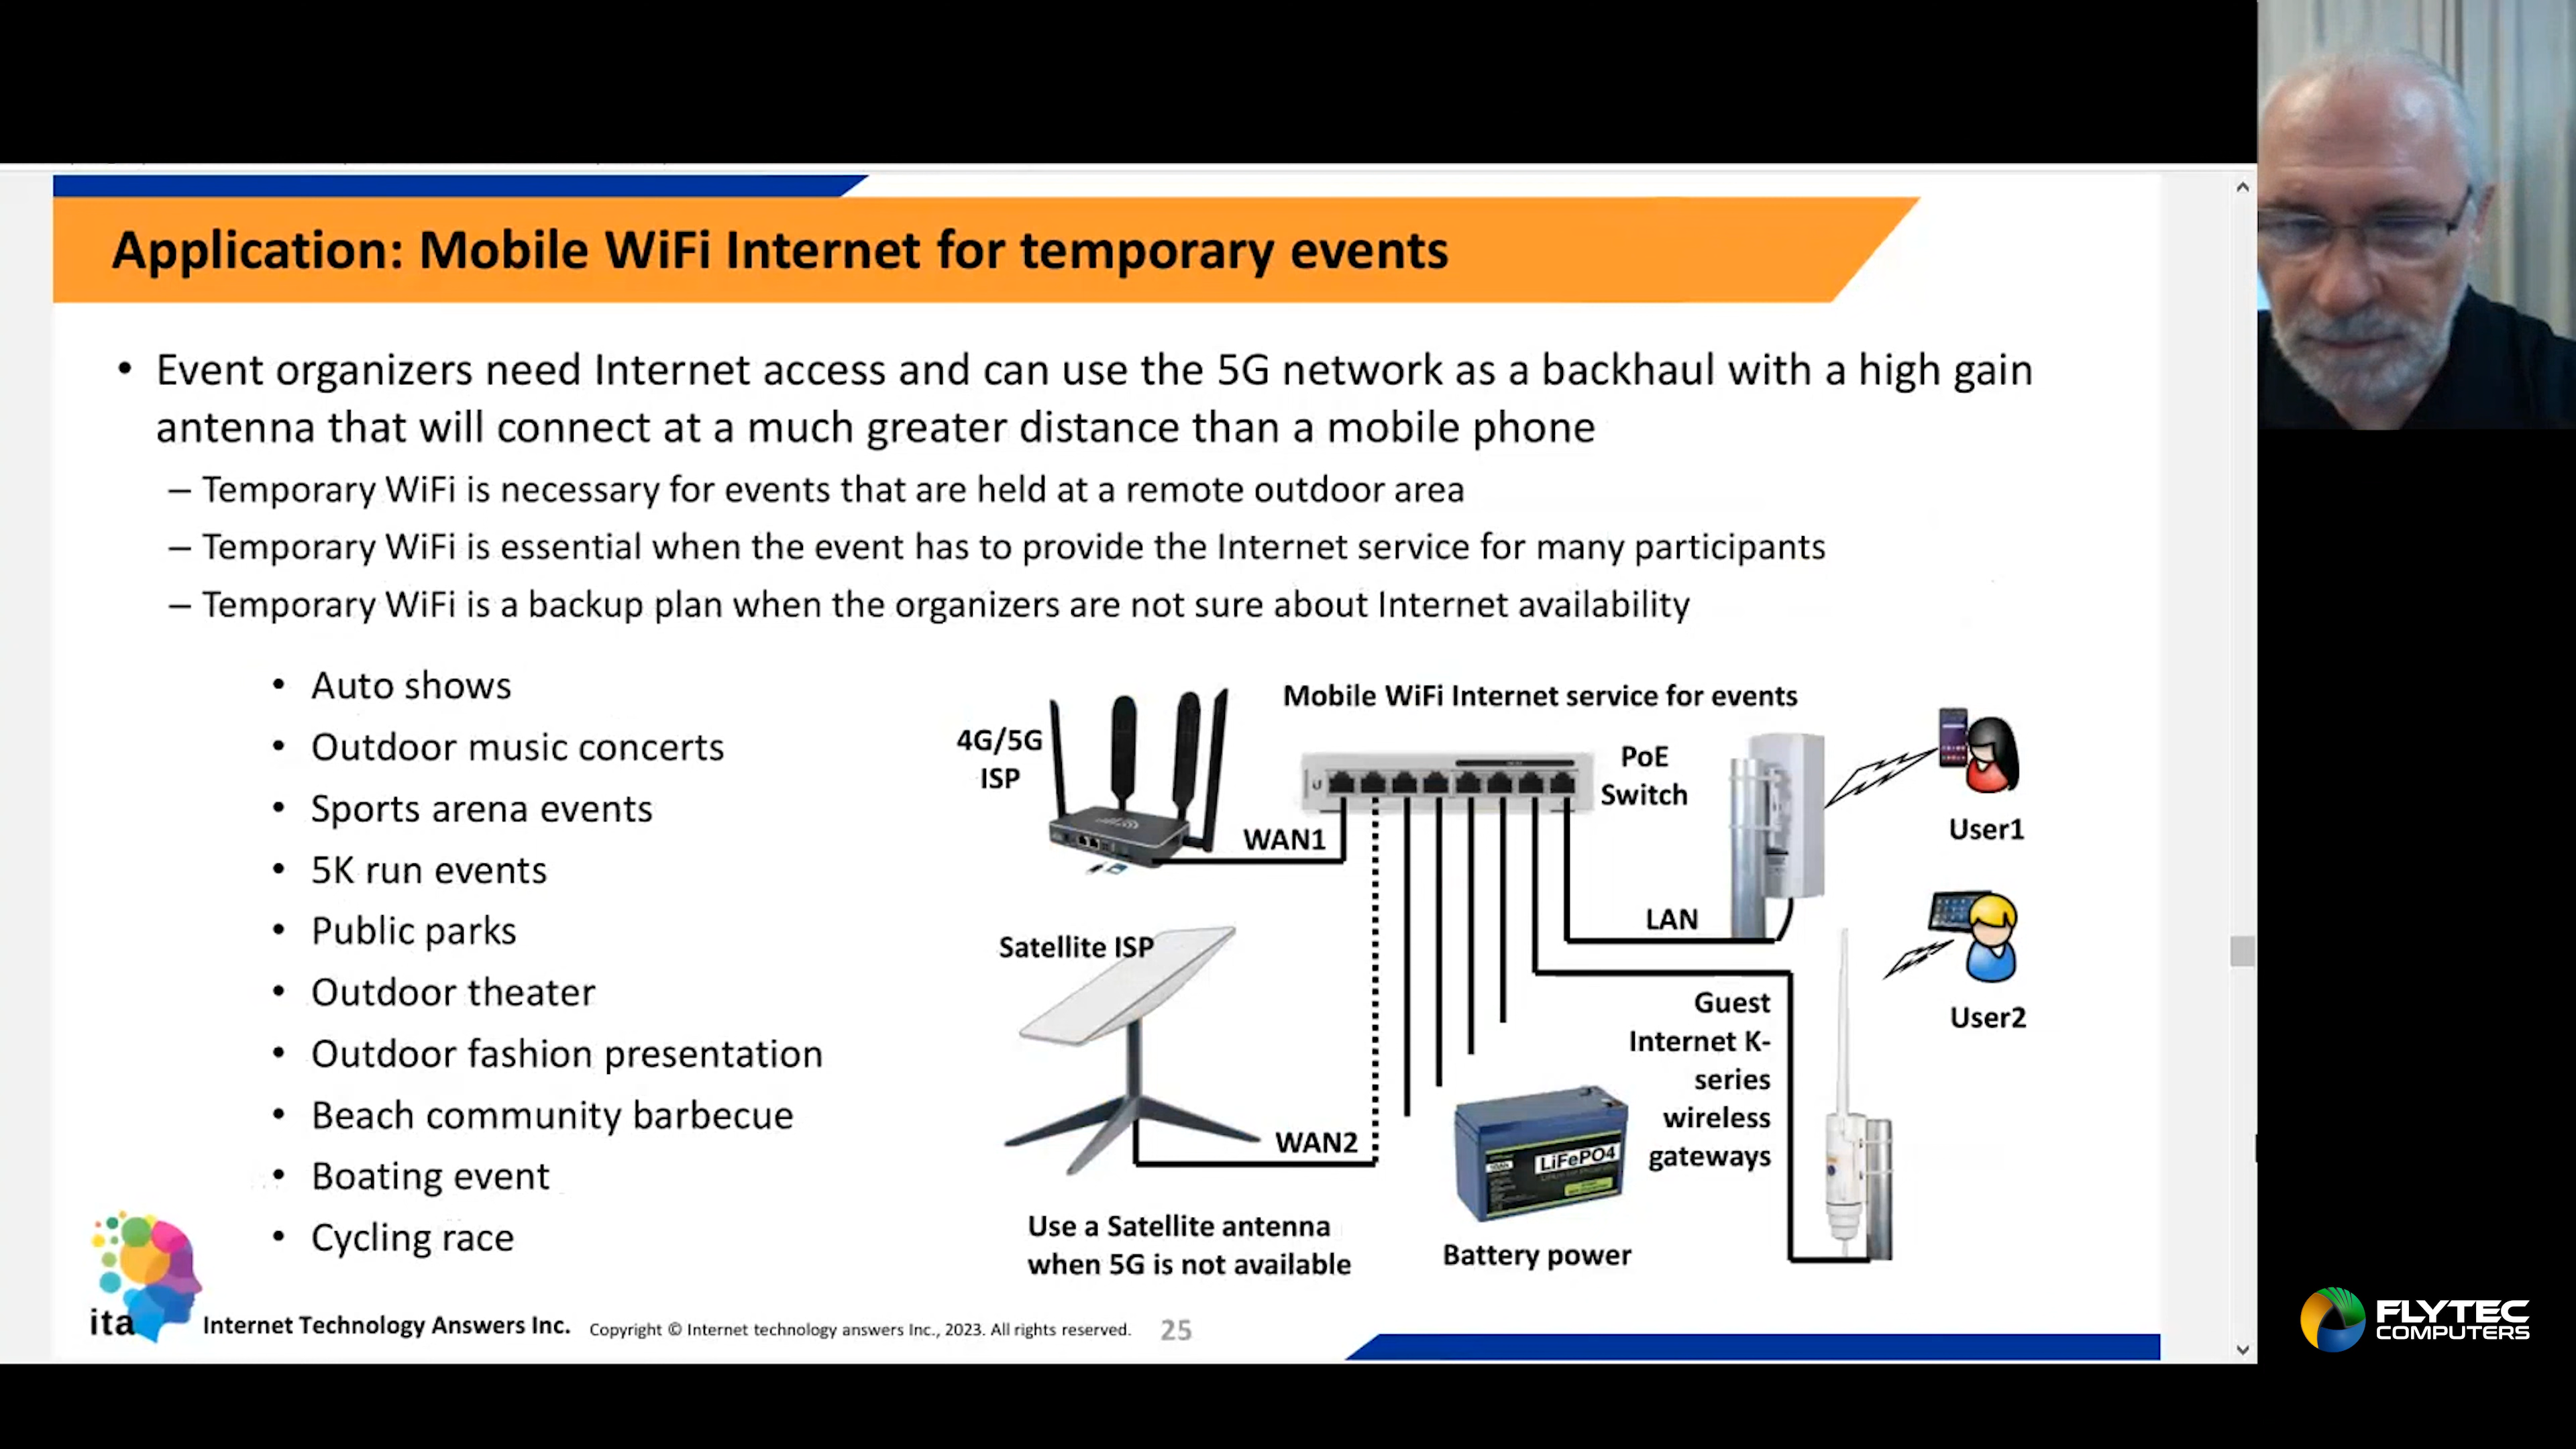 Application: Mobile WiFi Internet for temporary events
• Event organizers need Internet access and can use the 5G network as a backhaul with a high gain
antenna that will connect at a much greater distance than a mobile phone
– Temporary WiFi is necessary for events that are held at a remote outdoor area
– Temporary WiFi is essential when the event has to provide the Internet service for many participants
– Temporary WiFi is a backup plan when the organizers are not sure about Internet availability
• Auto shows
• Outdoor music concerts
• Sports arena events
• 5K run events
• Public parks
• Outdoor theater
• Outdoor fashion presentation
• Beach community barbecue
• Boating event
• Cycling race
Mobile WiFi Internet service for events
4G/5G
ISP
PoE
Switch
WAN1
User1
LAN
Satellite ISP
User2
Guest
Internet K-
series
wireless
gateways
WAN2
LiFePO4
Use a Satellite antenna
when 5G is not available
Battery power
ita
Internet Technology Answers Inc.
Copyright © Internet technology answers Inc., 2023. All rights reserved.
25
FLYTEC
COMPUTERS